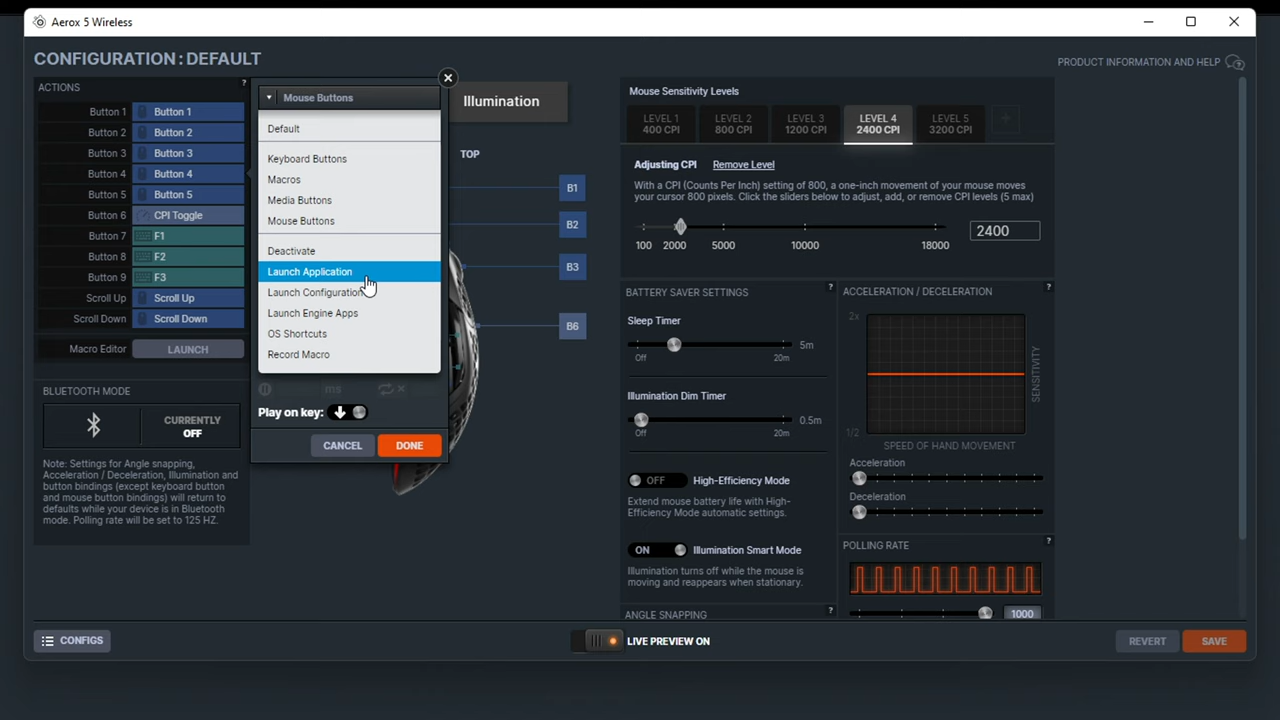 Aerox 5 Wireless
CONFIGURATION : DEFAULT
PRODUCT INFORMATION AND HELP
ACTIONS
?
Button 1 Button 1
Button 2 Button 2
Button 3 Button 3
Button 4 Button 4
Button 5 Button 5
Button 6 CPI Toggle
Button 7 F1
Button 8 F2
Button 9 F3
Scroll Up Scroll Up
Scroll Down Scroll Down
Macro Editor LAUNCH
BLUETOOTH MODE
CURRENTLY
OFF
Note: Settings for Angle snapping,
Acceleration / Deceleration, Illumination and
button bindings (except keyboard button
and mouse button bindings) will return to
defaults while your device is in Bluetooth
mode. Polling rate will be set to 125 HZ.
Mouse Buttons
Default
Keyboard Buttons
Macros
Media Buttons
Mouse Buttons
Deactivate
Launch Application
Launch Configuration
Launch Engine Apps
OS Shortcuts
Record Macro
ms
Play on key:
CANCEL DONE
Illumination
TOP
B1
B2
B3
B6
Mouse Sensitivity Levels
LEVEL 1
400 CPI
LEVEL 2
800 CPI
LEVEL 3
1200 CPI
LEVEL 4
2400 CPI
LEVEL 5
3200 CPI
+
Adjusting CPI Remove Level
With a CPI (Counts Per Inch) setting of 800, a one-inch movement of your mouse moves
your cursor 800 pixels. Click the sliders below to adjust, add, or remove CPI levels (5 max)
100 2000 5000 10000 18000
2400
BATTERY SAVER SETTINGS
?
Sleep Timer
5m
Off 20m
Illumination Dim Timer
0.5m
Off 20m
OFF High-Efficiency Mode
Extend mouse battery life with High-
Efficiency Mode automatic settings.
ON Illumination Smart Mode
Illumination turns off while the mouse is
moving and reappears when stationary.
ANGLE SNAPPING
?
ACCELERATION / DECELERATION
?
2x
1/2
SENSITIVITY
SPEED OF HAND MOVEMENT
Acceleration
Deceleration
POLLING RATE
?
1000
CONFIGS
LIVE PREVIEW ON
REVERT SAVE